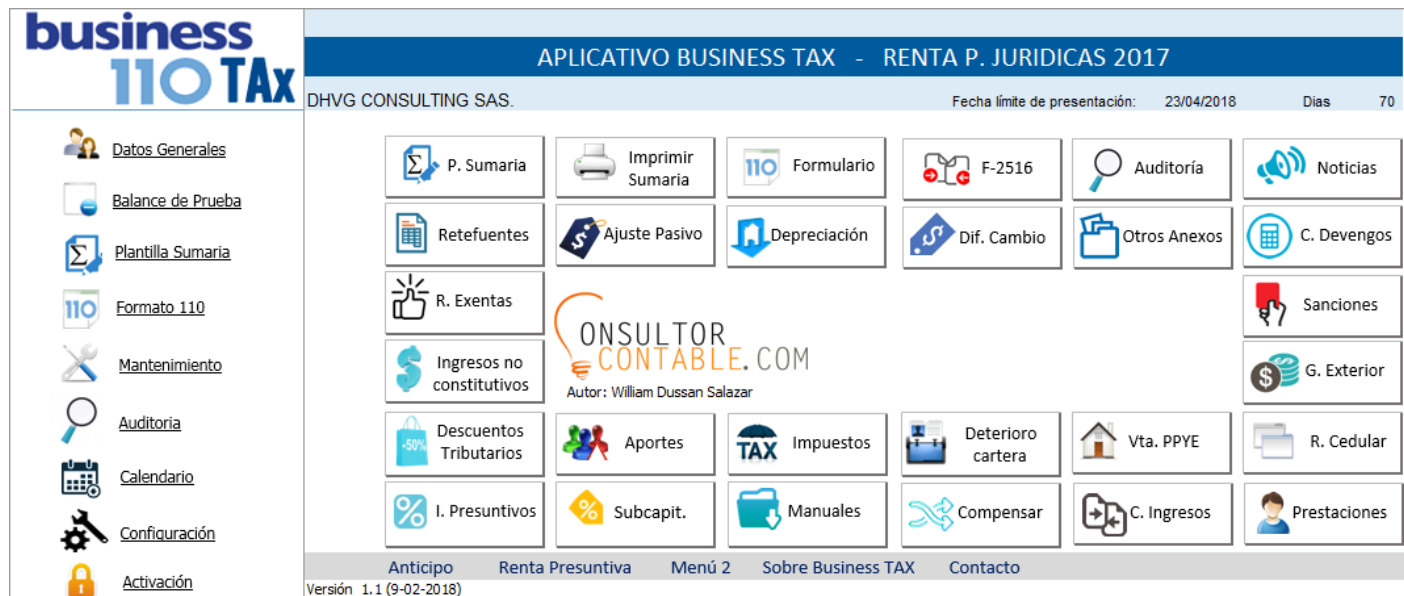 business
110 TAx
APLICATIVO BUSINESS TAX - RENTA P. JURIDICAS 2017
DHVG CONSULTING SAS.
Fecha límite de presentación: 23/04/2018 Dias 70
Datos Generales
Balance de Prueba
Plantilla Sumaria
110 Formato 110
Mantenimiento
Auditoria
Calendario
Configuración
Activación
P. Sumaria
Imprimir
Sumaria
110 Formulario
F-2516
Auditoría
Noticias
Retefuentes
Ajuste Pasivo
Depreciación
Dif. Cambio
Otros Anexos
C. Devengos
R. Exentas
ONSULTOR
CONTABLE.COM
Autor: William Dussan Salazar
Sanciones
Ingresos no
constitutivos
G. Exterior
-50%
Descuentos
Tributarios
Aportes
TAX Impuestos
Deterioro
cartera
Vta. PPYE
R. Cedular
I. Presuntivos
Subcapit.
Manuales
Compensar
C. Ingresos
Prestaciones
Anticipo Renta Presuntiva Menú 2 Sobre Business TAX Contacto
Versión 1.1 (9-02-2018)